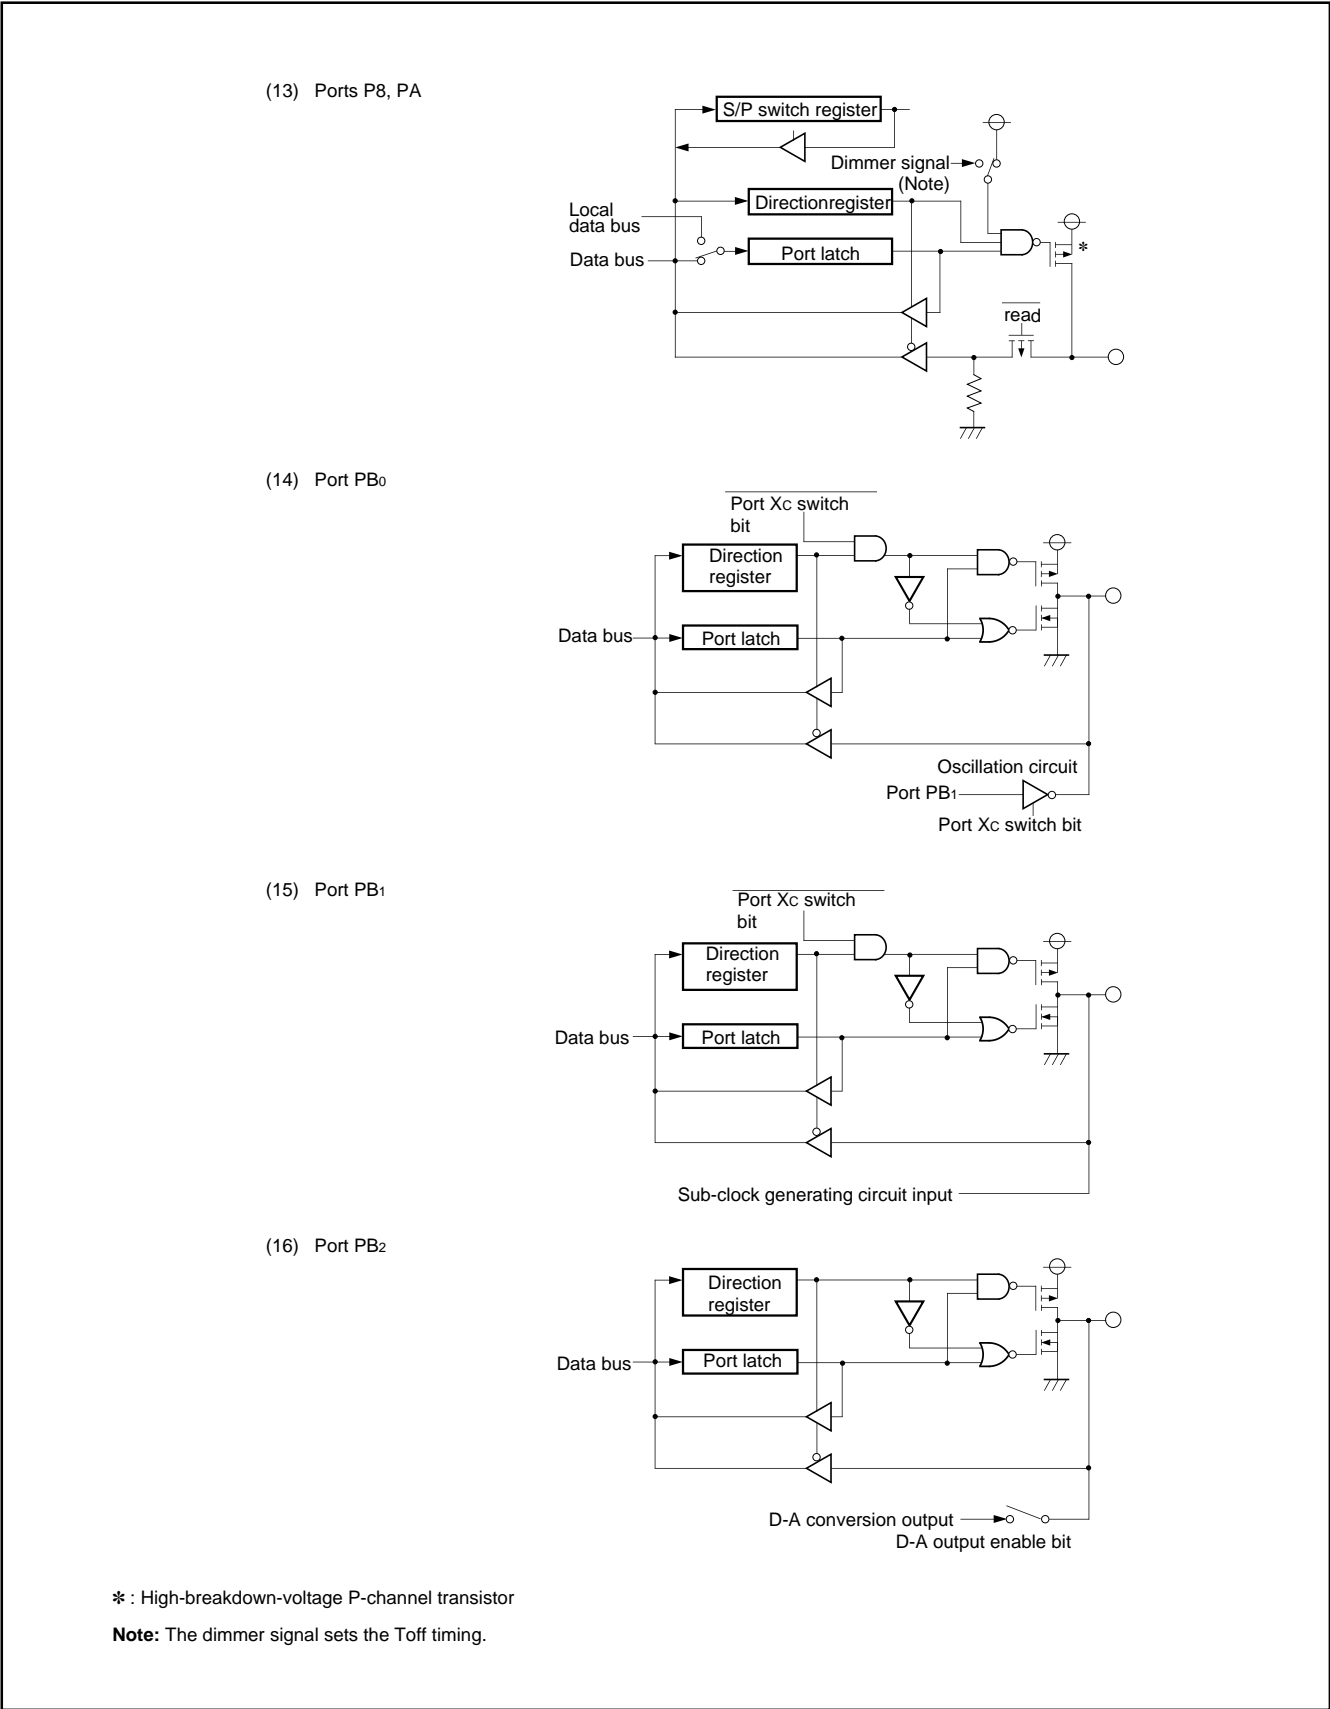 (13) Ports P8, PA
S/P switch register
Dimmer signal
(Note)
Directionregister
Local
data bus
Port latch
Data bus
*
read
(14) Port PB0
Port XC switch
bit
Direction
register
Data bus
Port latch
Oscillation circuit
Port PB1
Port XC switch bit
(15) Port PB1
Port XC switch
bit
Direction
register
Data bus
Port latch
Sub-clock generating circuit input
(16) Port PB2
Direction
register
Data bus
Port latch
D-A conversion output
D-A output enable bit
* : High-breakdown-voltage P-channel transistor
Note: The dimmer signal sets the Toff timing.